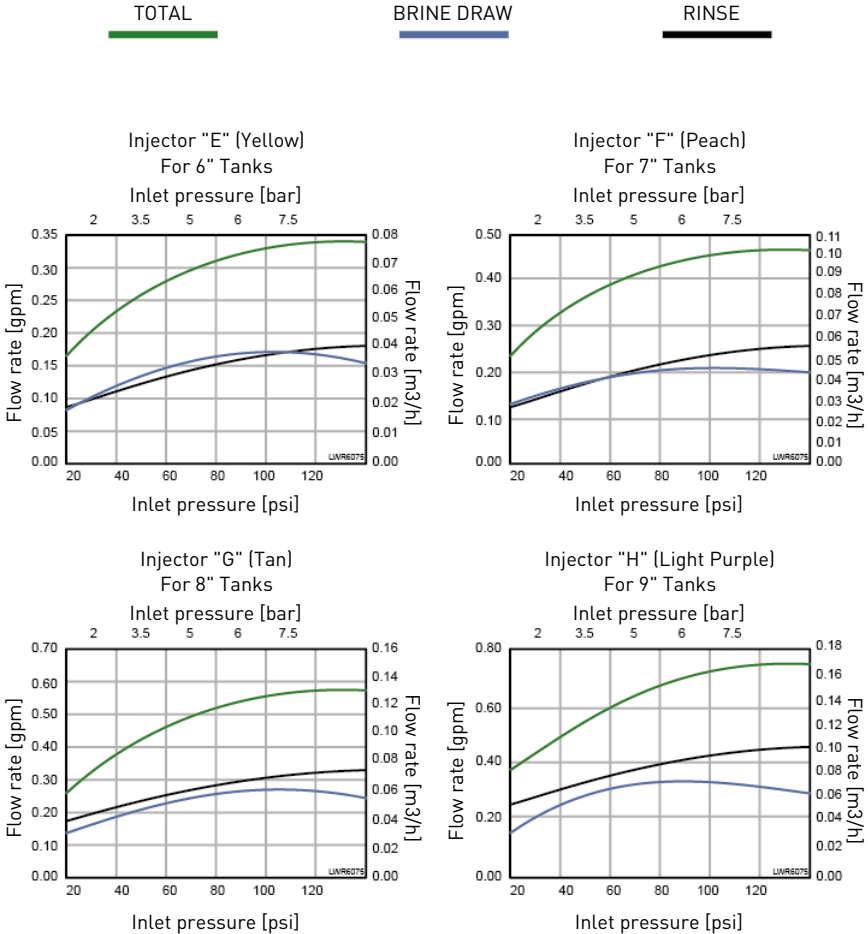 TOTAL BRINE DRAW RINSE
Injector "E" (Yellow)
For 6" Tanks
Inlet pressure [bar]
2 3.5 5 6 7.5
0.35 0.08
0.30 0.07
0.25 0.06
0.20 0.05
0.15 0.04
0.10 0.03
0.05 0.02
0.00 0.01
0.00
Flow rate [gpm]
Flow rate [m3/h]
LWR6075
20 40 60 80 100 120
Inlet pressure [psi]
Injector "F" (Peach)
For 7" Tanks
Inlet pressure [bar]
2 3.5 5 6 7.5
0.50 0.11
0.40 0.10
0.30 0.09
0.20 0.08
0.10 0.07
0.00 0.06
0.05
0.04
0.03
0.02
0.01
0.00
Flow rate [gpm]
Flow rate [m3/h]
LWR6075
20 40 60 80 100 120
Inlet pressure [psi]
Injector "G" (Tan)
For 8" Tanks
Inlet pressure [bar]
2 3.5 5 6 7.5
0.70 0.16
0.60 0.14
0.50 0.12
0.40 0.10
0.30 0.08
0.20 0.06
0.10 0.04
0.00 0.02
0.00
Flow rate [gpm]
Flow rate [m3/h]
LWR6075
20 40 60 80 100 120
Inlet pressure [psi]
Injector "H" (Light Purple)
For 9" Tanks
Inlet pressure [bar]
2 3.5 5 6 7.5
0.80 0.18
0.60 0.16
0.40 0.14
0.20 0.12
0.00 0.10
0.08
0.06
0.04
0.02
0.00
Flow rate [gpm]
Flow rate [m3/h]
LWR6075
20 40 60 80 100 120
Inlet pressure [psi]